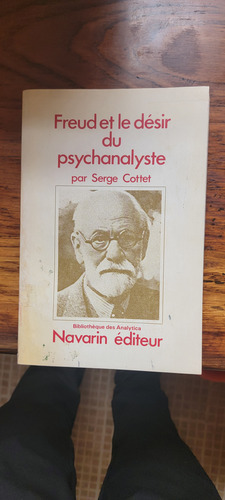 Freud et le désir
du
psychanalyste
par Serge Cottet
Bibliothèque des Analytica
Navarin éditeur